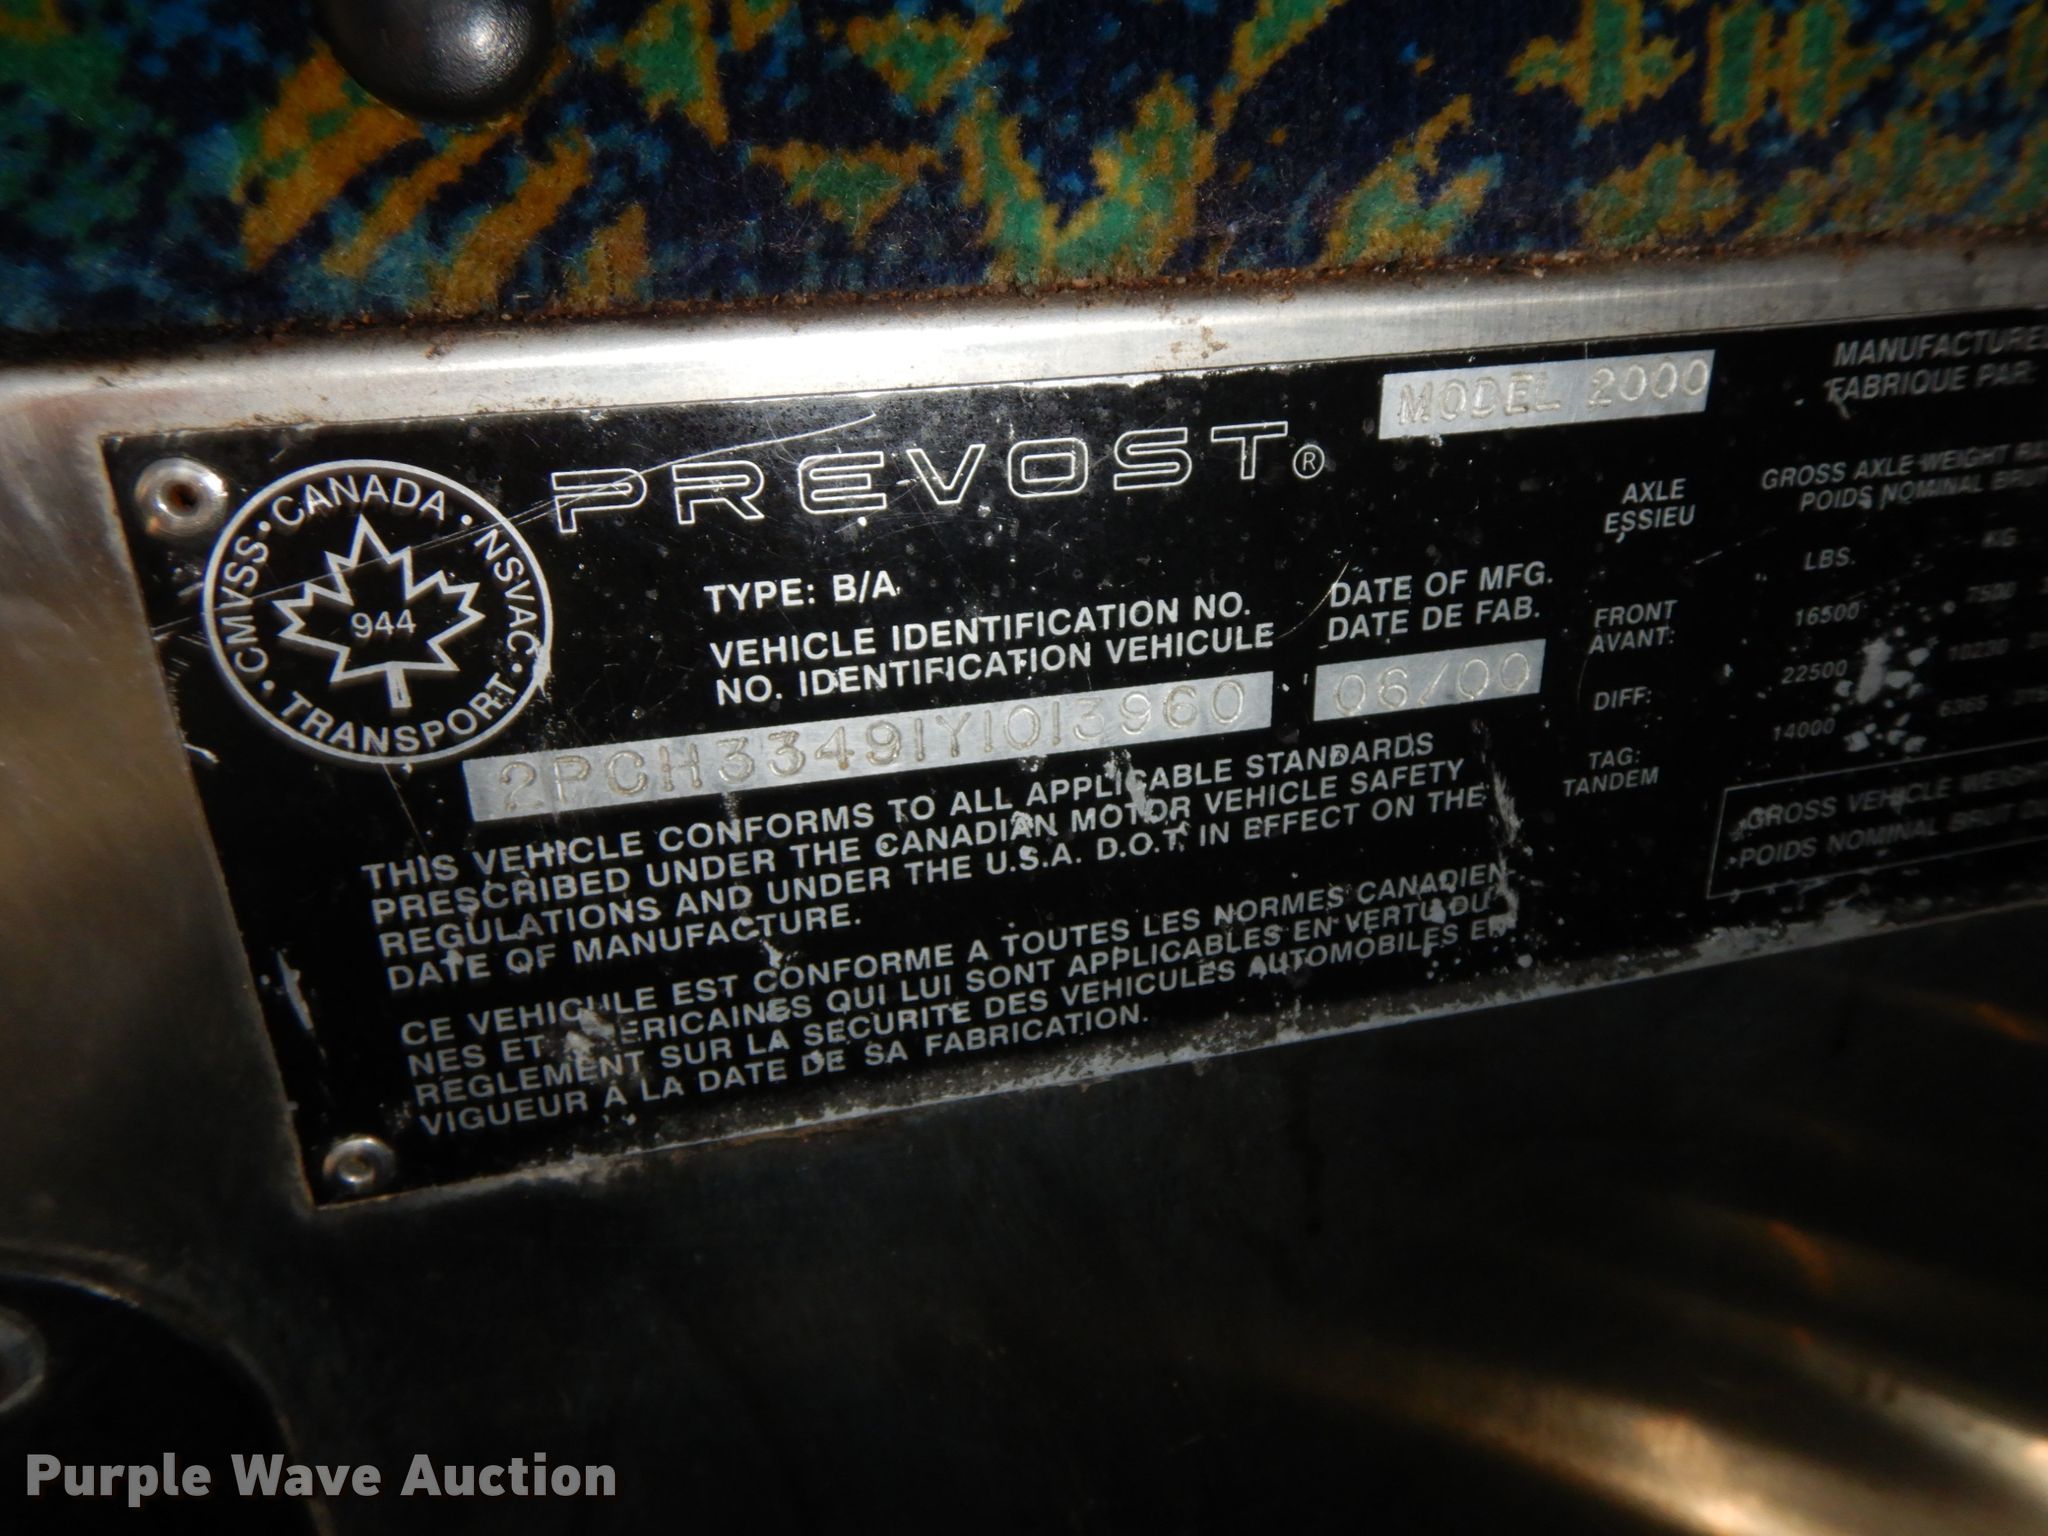 MODEL 2000
PREVOST®
CANADA
CMVSS • NSVAC
944
TRANSPORT
TYPE: B/A
VEHICLE IDENTIFICATION NO.
NO. IDENTIFICATION VEHICULE
2PCH33491Y1013960
DATE OF MFG.
DATE DE FAB.
06/00
THIS VEHICLE CONFORMS TO ALL APPLICABLE STANDARDS
PRESCRIBED UNDER THE CANADIAN MOTOR VEHICLE SAFETY
REGULATIONS AND UNDER THE U.S.A. D.O.T. IN EFFECT ON THE
DATE OF MANUFACTURE.
CE VEHICULE EST CONFORME A TOUTES LES NORMES CANADIEN-
NES ET AMERICAINES QUI LUI SONT APPLICABLES EN VERTU DU
REGLEMENT SUR LA SECURITE DES VEHICULES AUTOMOBILES EN
VIGUEUR A LA DATE DE SA FABRICATION.
MANUFACTURE
FABRIQUE PAR:
AXLE
ESSIEU
GROSS AXLE WEIGHT RA
POIDS NOMINAL BRUT
LBS. KG
FRONT
AVANT: 16500 7500
DIFF: 22500 10230
TAG:
TANDEM 14000 6365
GROSS VEHICLE WEIGHT
POIDS NOMINAL BRUT DU
Purple Wave Auction